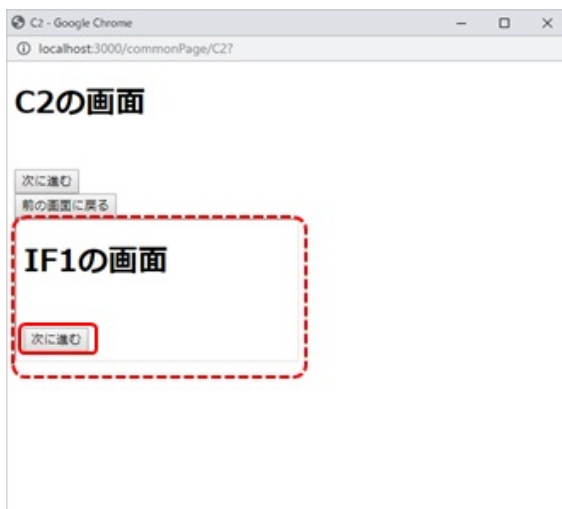 C2 - Google Chrome
localhost:3000/commonPage/C2?
C2の画面
次に進む
前の画面に戻る
IF1の画面
次に進む